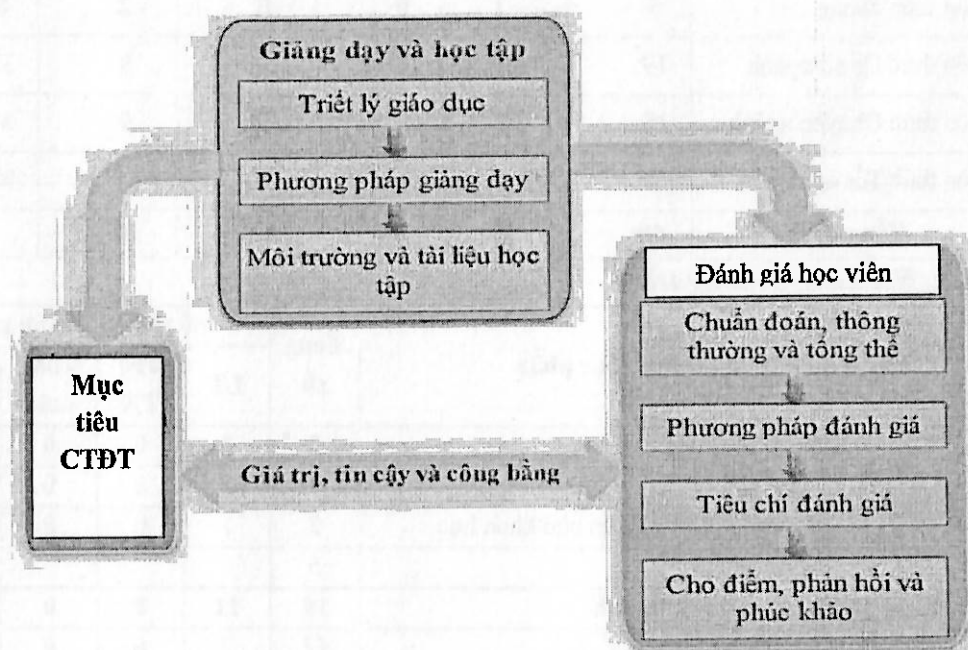 Giảng dạy và học tập
Triết lý giáo dục
Phương pháp giảng dạy
Môi trường và tài liệu học
tập
Mục
tiêu
CTĐT
Giá trị, tin cậy và công bằng
Đánh giá học viên
Chuẩn đoán, thông
thường và tổng thể
Phương pháp đánh giá
Tiêu chí đánh giá
Cho điểm, phản hồi và
phúc khảo